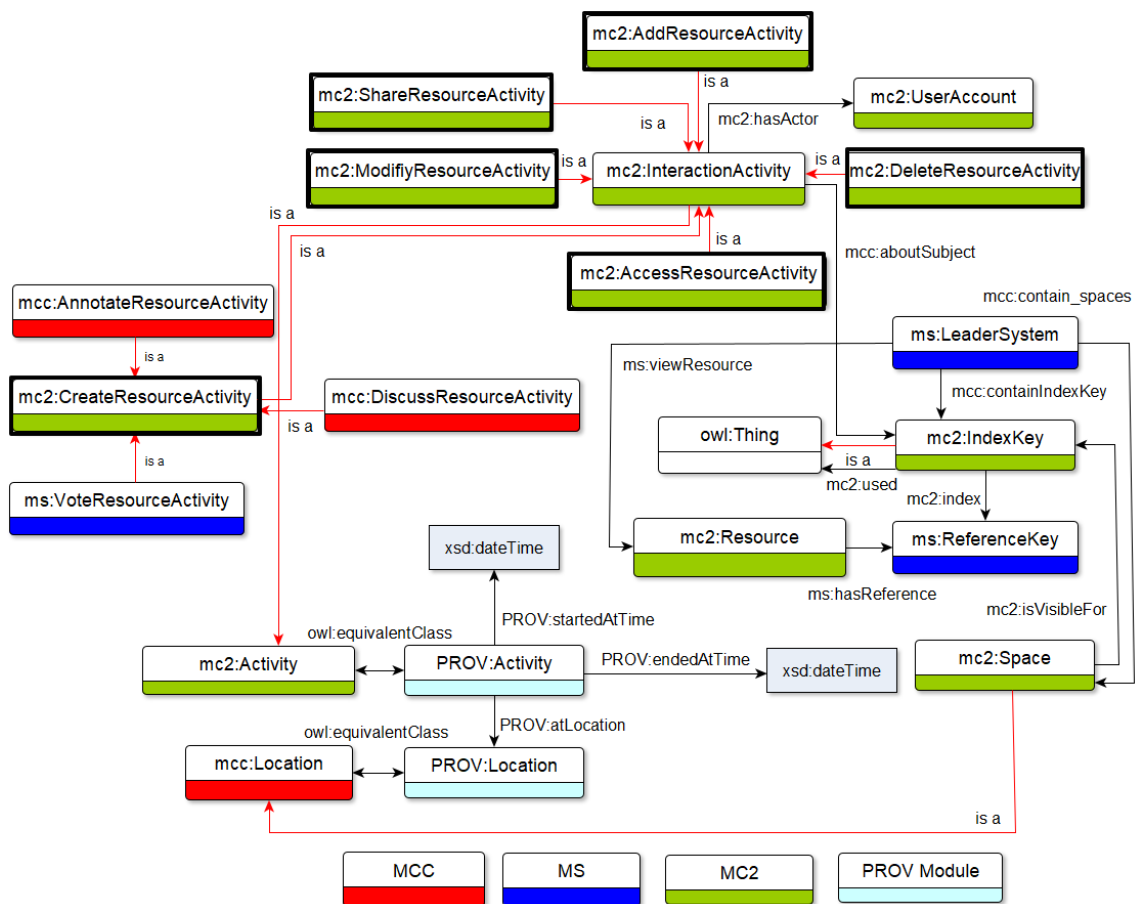 mc2:AddResourceActivity
is a
mc2:ShareResourceActivity
mc2:UserAccount
is a
mc2:hasActor
mc2:ModifiyResourceActivity
is a
mc2:InteractionActivity
is a
mc2:DeleteResourceActivity
is a
is a
is a
mcc:aboutSubject
mc2:AccessResourceActivity
mcc:AnnotateResourceActivity
mcc:contain_spaces
ms:LeaderSystem
is a
ms:viewResource
mc2:CreateResourceActivity
mcc:DiscussResourceActivity
mcc:containIndexKey
is a
owl:Thing
mc2:IndexKey
is a
is a
mc2:used
ms:VoteResourceActivity
mc2:index
xsd:dateTime
mc2:Resource
ms:ReferenceKey
ms:hasReference
mc2:isVisibleFor
PROV:startedAtTime
owl:equivalentClass
mc2:Activity
PROV:Activity
PROV:endedAtTime
xsd:dateTime
mc2:Space
PROV:atLocation
owl:equivalentClass
mcc:Location
PROV:Location
is a
MCC
MS
MC2
PROV Module